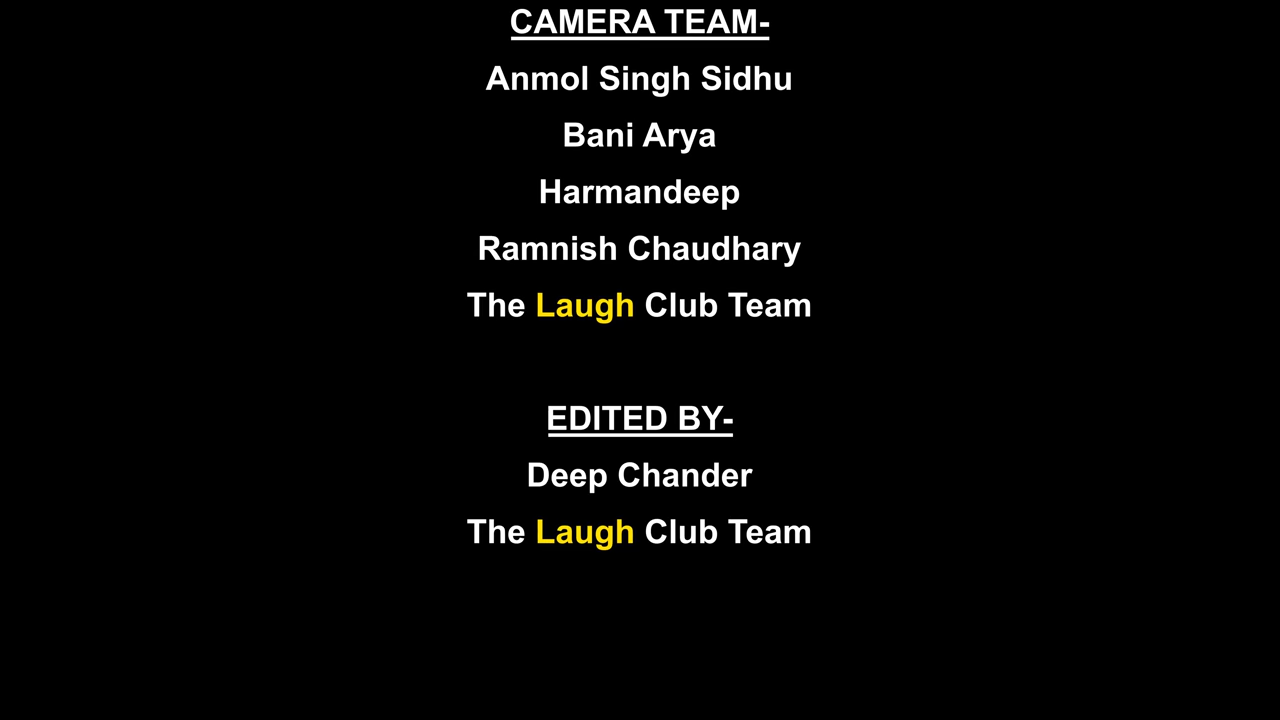 CAMERA TEAM-
Anmol Singh Sidhu
Bani Arya
Harmandeep
Ramnish Chaudhary
The Laugh Club Team
EDITED BY-
Deep Chander
The Laugh Club Team